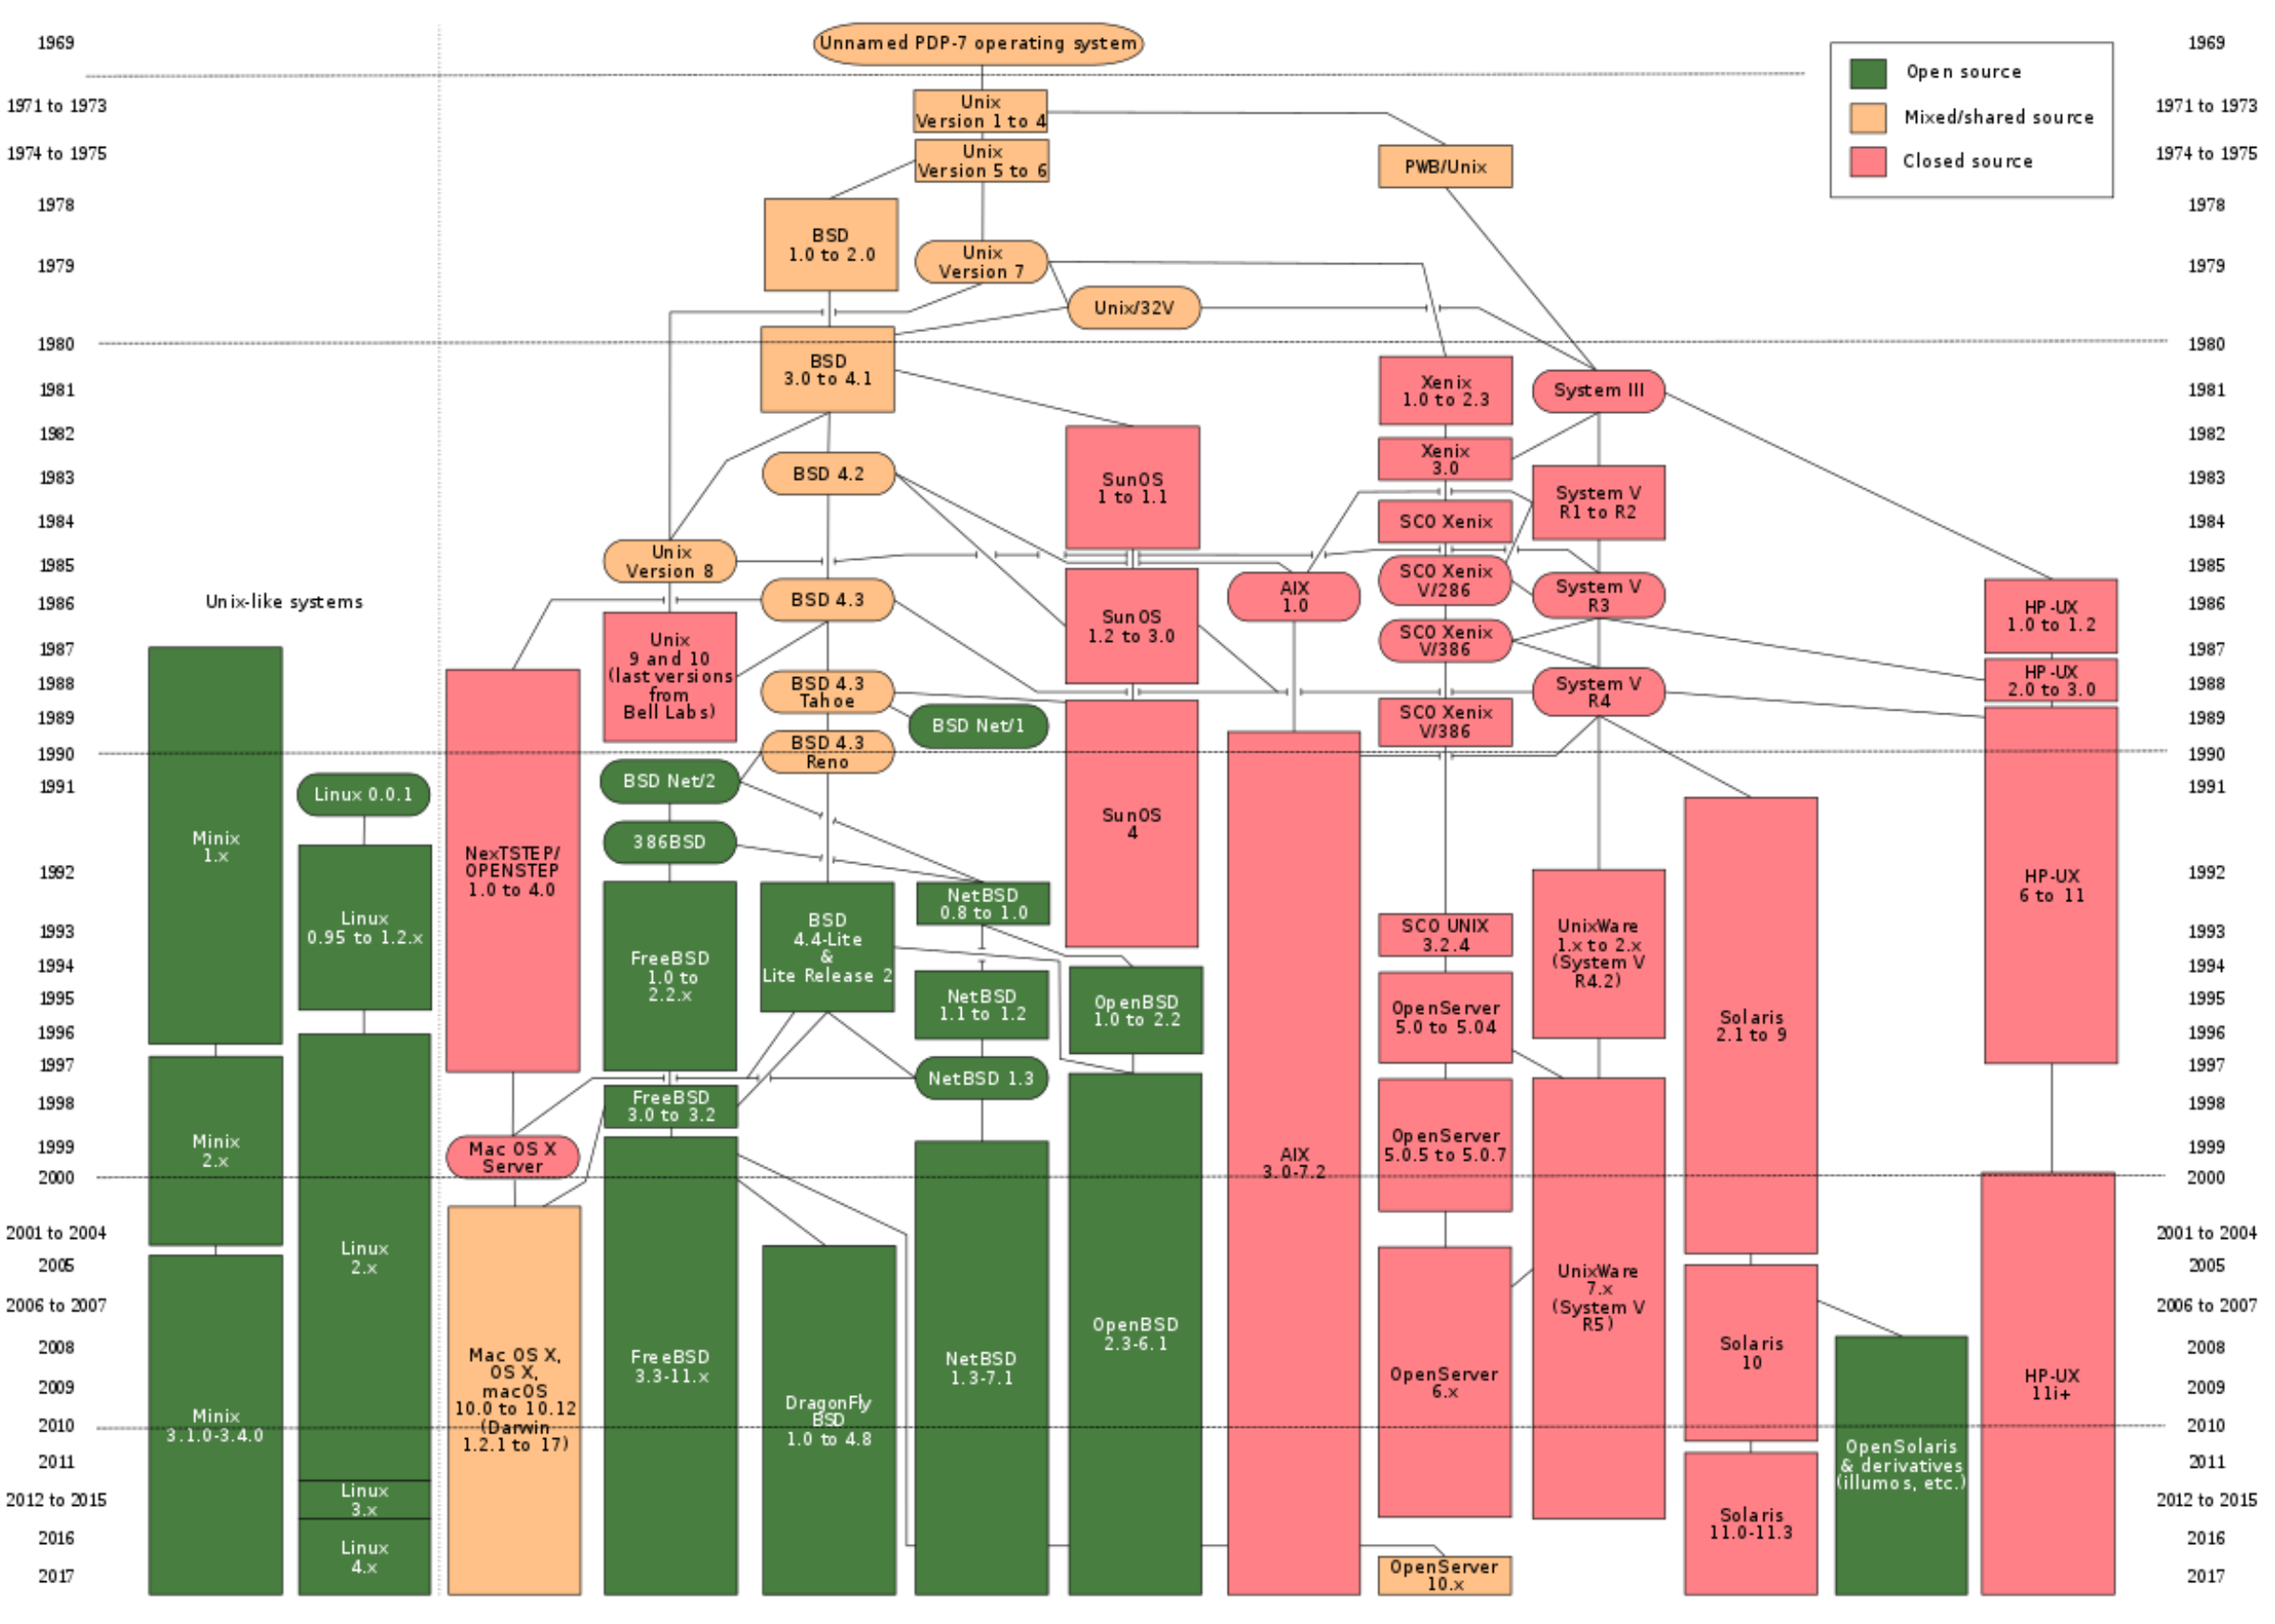 Unnamed PDP-7 operating system
1969
1969
Open source
Mixed/shared source
Closed source
1971 to 1973
Unix
Version 1 to 4
1971 to 1973
1974 to 1975
Unix
Version 5 to 6
PWB/Unix
1974 to 1975
1978
1978
BSD
1.0 to 2.0
1979
Unix
Version 7
1979
Unix/32V
1980
1980
BSD
3.0 to 4.1
1981
Xenix
1.0 to 2.3
System III
1981
1982
1982
Xenix
3.0
1983
BSD 4.2
SunOS
1 to 1.1
System V
R1 to R2
1983
1984
SCO Xenix
1984
Unix
Version 8
1985
1985
SCO Xenix
V/286
AIX
1.0
System V
R3
Unix-like systems
1986
BSD 4.3
SunOS
1.2 to 3.0
HP-UX
1.0 to 1.2
1986
1987
Unix
9 and 10
(last versions
from
Bell Labs)
SCO Xenix
V/386
1987
1988
BSD 4.3
Tahoe
System V
R4
HP-UX
2.0 to 3.0
1988
1989
BSD Net/1
SCO Xenix
V/386
1989
1990
BSD 4.3
Reno
1990
1991
Linux 0.0.1
BSD Net/2
1991
Minix
1.x
NexTSTEP/
OPENSTEP
1.0 to 4.0
386BSD
SunOS
4
1992
HP-UX
6 to 11
1992
Linux
0.95 to 1.2.x
NetBSD
0.8 to 1.0
1993
FreeBSD
1.0 to
2.2.x
BSD
4.4-Lite
&
Lite Release 2
SCO UNIX
3.2.4
UnixWare
1.x to 2.x
(System V
R4.2)
1993
1994
1994
1995
NetBSD
1.1 to 1.2
OpenBSD
1.0 to 2.2
OpenServer
5.0 to 5.04
Solaris
2.1 to 9
1995
1996
1996
1997
NetBSD 1.3
1997
1998
FreeBSD
3.0 to 3.2
1998
1999
Minix
2.x
Mac OS X
Server
AIX
3.0-7.2
OpenServer
5.0.5 to 5.0.7
1999
2000
2000
2001 to 2004
Linux
2.x
2001 to 2004
2005
UnixWare
7.x
(System V
R5)
2005
2006 to 2007
OpenBSD
2.3-6.1
2006 to 2007
2008
Mac OS X,
OS X,
macOS
10.0 to 10.12
(Darwin
1.2.1 to 17)
FreeBSD
3.3-11.x
NetBSD
1.3-7.1
Solaris
10
2008
2009
OpenServer
6.x
HP-UX
11i+
2009
2010
Minix
3.1.0-3.4.0
DragonFly
BSD
1.0 to 4.8
2010
2011
OpenSolaris
& derivatives
(illumos, etc.)
2011
2012 to 2015
Linux
3.x
2012 to 2015
2016
Solaris
11.0-11.3
2016
Linux
4.x
2017
OpenServer
10.x
2017